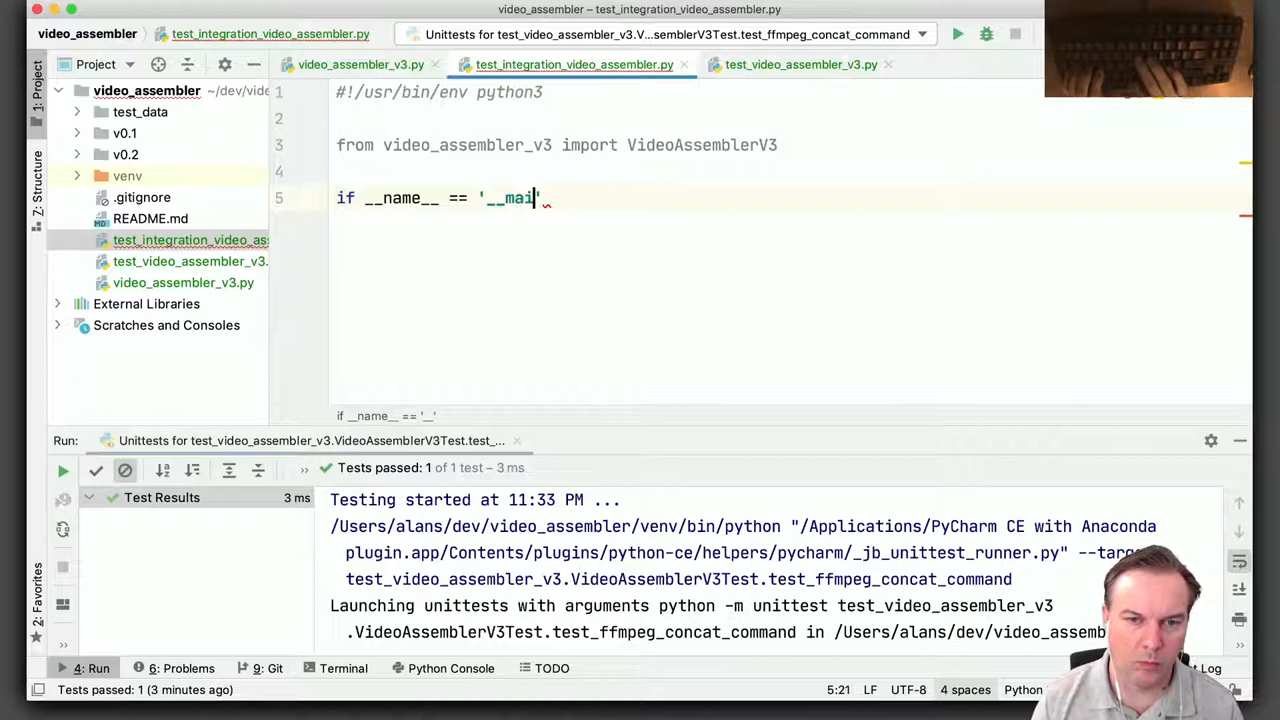 video_assembler – test_integration_video_assembler.py
video_assembler
test_integration_video_assembler.py
Unittests for test_video_assembler_v3.V...semblerV3Test.test_ffmpeg_concat_command
1: Project
Project
video_assembler_v3.py
test_integration_video_assembler.py
test_video_assembler_v3.py
video_assembler ~/dev/vide
test_data
v0.1
v0.2
venv
.gitignore
README.md
test_integration_video_as
test_video_assembler_v3.
video_assembler_v3.py
External Libraries
Scratches and Consoles
Z: Structure
2: Favorites
1 #!/usr/bin/env python3
2
3 from video_assembler_v3 import VideoAssemblerV3
4
5 if __name__ == '__mai'
if __name__ == '__'
Run: Unittests for test_video_assembler_v3.VideoAssemblerV3Test.test_...
Tests passed: 1 of 1 test – 3 ms
Test Results 3 ms
Testing started at 11:33 PM ...
/Users/alans/dev/video_assembler/venv/bin/python "/Applications/PyCharm CE with Anaconda
plugin.app/Contents/plugins/python-ce/helpers/pycharm/_jb_unittest_runner.py" --targe
test_video_assembler_v3.VideoAssemblerV3Test.test_ffmpeg_concat_command
Launching unittests with arguments python -m unittest test_video_assembler_v3
.VideoAssemblerV3Test.test_ffmpeg_concat_command in /Users/alans/dev/video_assemb
4: Run 6: Problems 9: Git Terminal Python Console TODO Log
Tests passed: 1 (3 minutes ago) 5:21 LF UTF-8 4 spaces Python